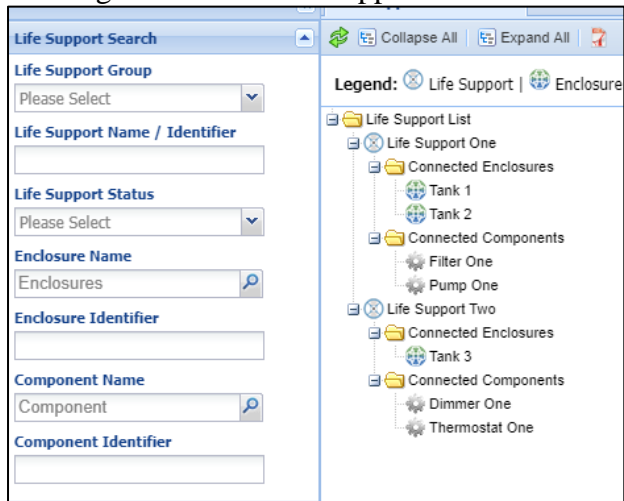 Life Support Search
Life Support Group
Please Select
Life Support Name / Identifier
Life Support Status
Please Select
Enclosure Name
Enclosures
Enclosure Identifier
Component Name
Component
Component Identifier
Collapse All | Expand All
Legend: Life Support | Enclosure
Life Support List
Life Support One
Connected Enclosures
Tank 1
Tank 2
Connected Components
Filter One
Pump One
Life Support Two
Connected Enclosures
Tank 3
Connected Components
Dimmer One
Thermostat One